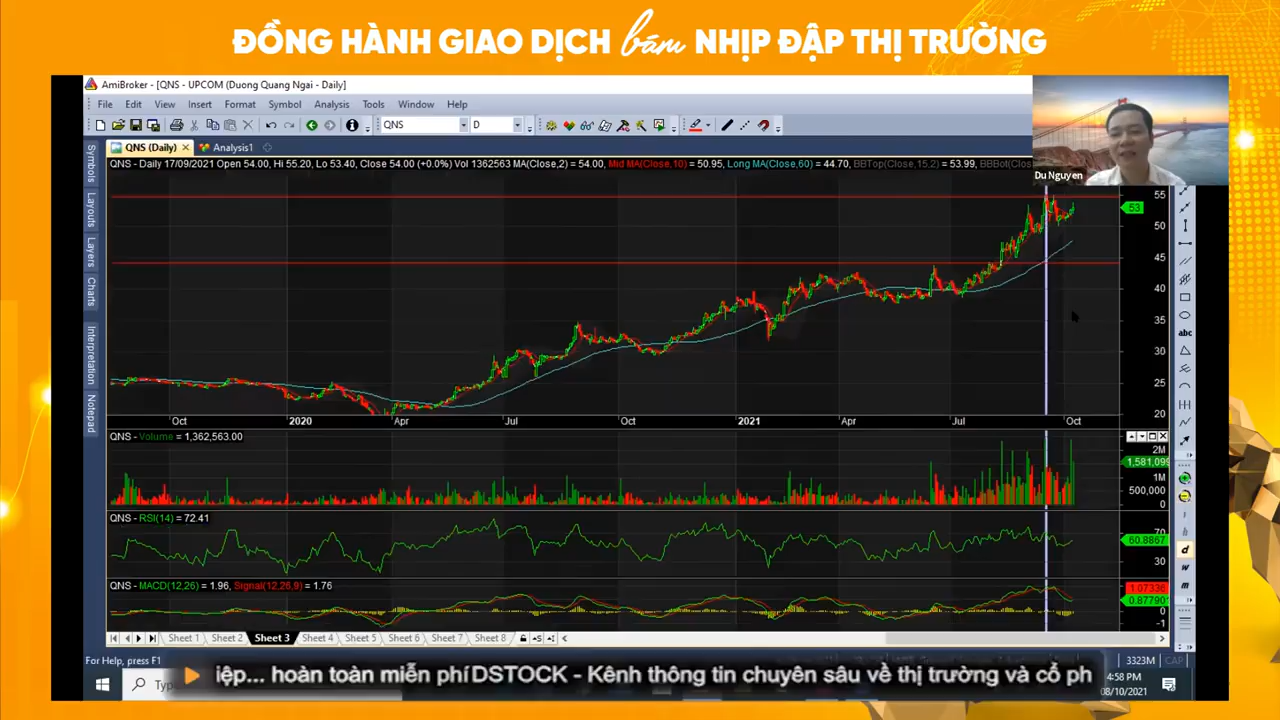 ĐỒNG HÀNH GIAO DỊCH bám NHỊP ĐẬP THỊ TRƯỜNG
AmiBroker - [QNS - UPCOM (Duong Quang Ngai - Daily]
File Edit View Insert Format Symbol Analysis Tools Window Help
QNS D
QNS (Daily) Analysis1
QNS - Daily 17/09/2021 Open 54.00, Hi 55.20, Lo 53.40, Close 54.00 (+0.0%) Vol 1362563 MA(Close,2) = 54.00, Mid MA(Close,10) = 50.95, Long MA(Close,60) = 44.70, BBTop(Close,15,2) = 53.99, BBBot(Clos
Du Nguyen
Symbols
Layouts
Layers
Charts
Interpretation
Notepad
55
53
50
45
40
35
30
25
20
abc
Oct 2020 Apr Jul Oct 2021 Apr Jul Oct
QNS - Volume = 1,362,563.00
2M
1,581,099
1M
500,000
0
QNS - RSI(14) = 72.41
70
60.8867
30
QNS - MACD(12,26) = 1.96, Signal(12,26,9) = 1.76
1.07336
0.87790
0
-1
h
d
w
m
Sheet 1 Sheet 2 Sheet 3 Sheet 4 Sheet 5 Sheet 6 Sheet 7 Sheet 8
For Help, press F1
3323M CAP
iệp... hoàn toàn miễn phí DSTOCK - Kênh thông tin chuyên sâu về thị trường và cổ ph
4:58 PM
08/10/2021